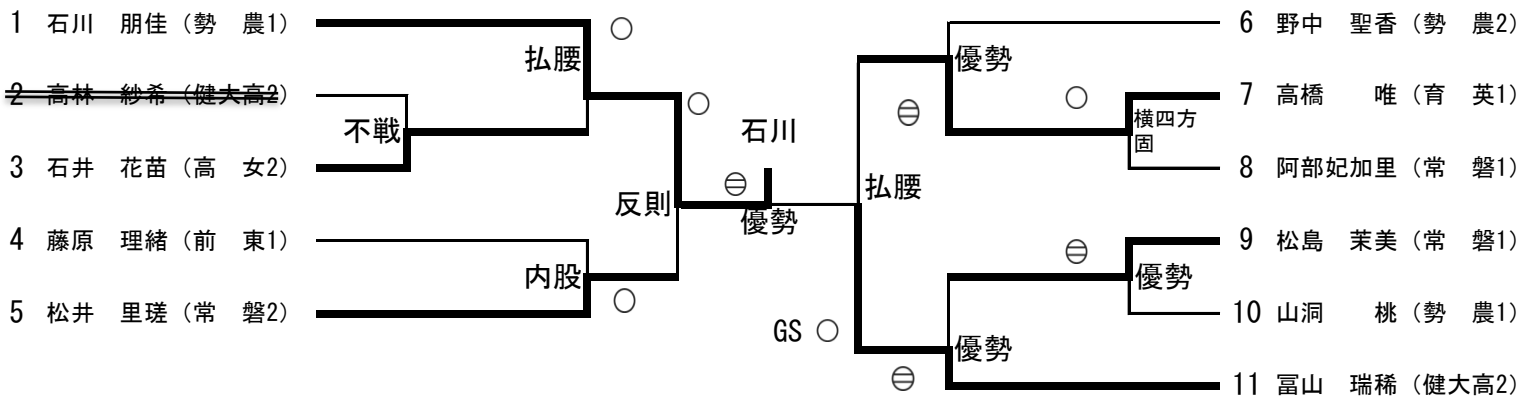 1 石川 朋佳（勢 農1）
払腰
2 高林 紗希（健大高2）
不戦
3 石井 花苗（高 女2）
反則
4 藤原 理緒（前 東1）
内股
5 松井 里瑳（常 磐2）
石川
優勢
GS
6 野中 聖香（勢 農2）
優勢
7 高橋 唯（育 英1）
横四方
固
8 阿部妃加里（常 磐1）
払腰
9 松島 茉美（常 磐1）
優勢
10 山洞 桃（勢 農1）
優勢
11 冨山 瑞稀（健大高2）